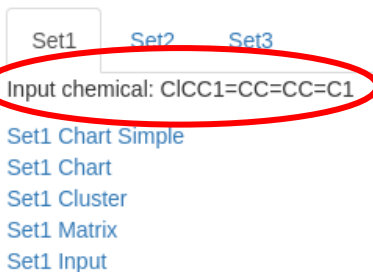 Set1 Set2 Set3
Input chemical: ClCC1=CC=CC=C1
Set1 Chart Simple
Set1 Chart
Set1 Cluster
Set1 Matrix
Set1 Input